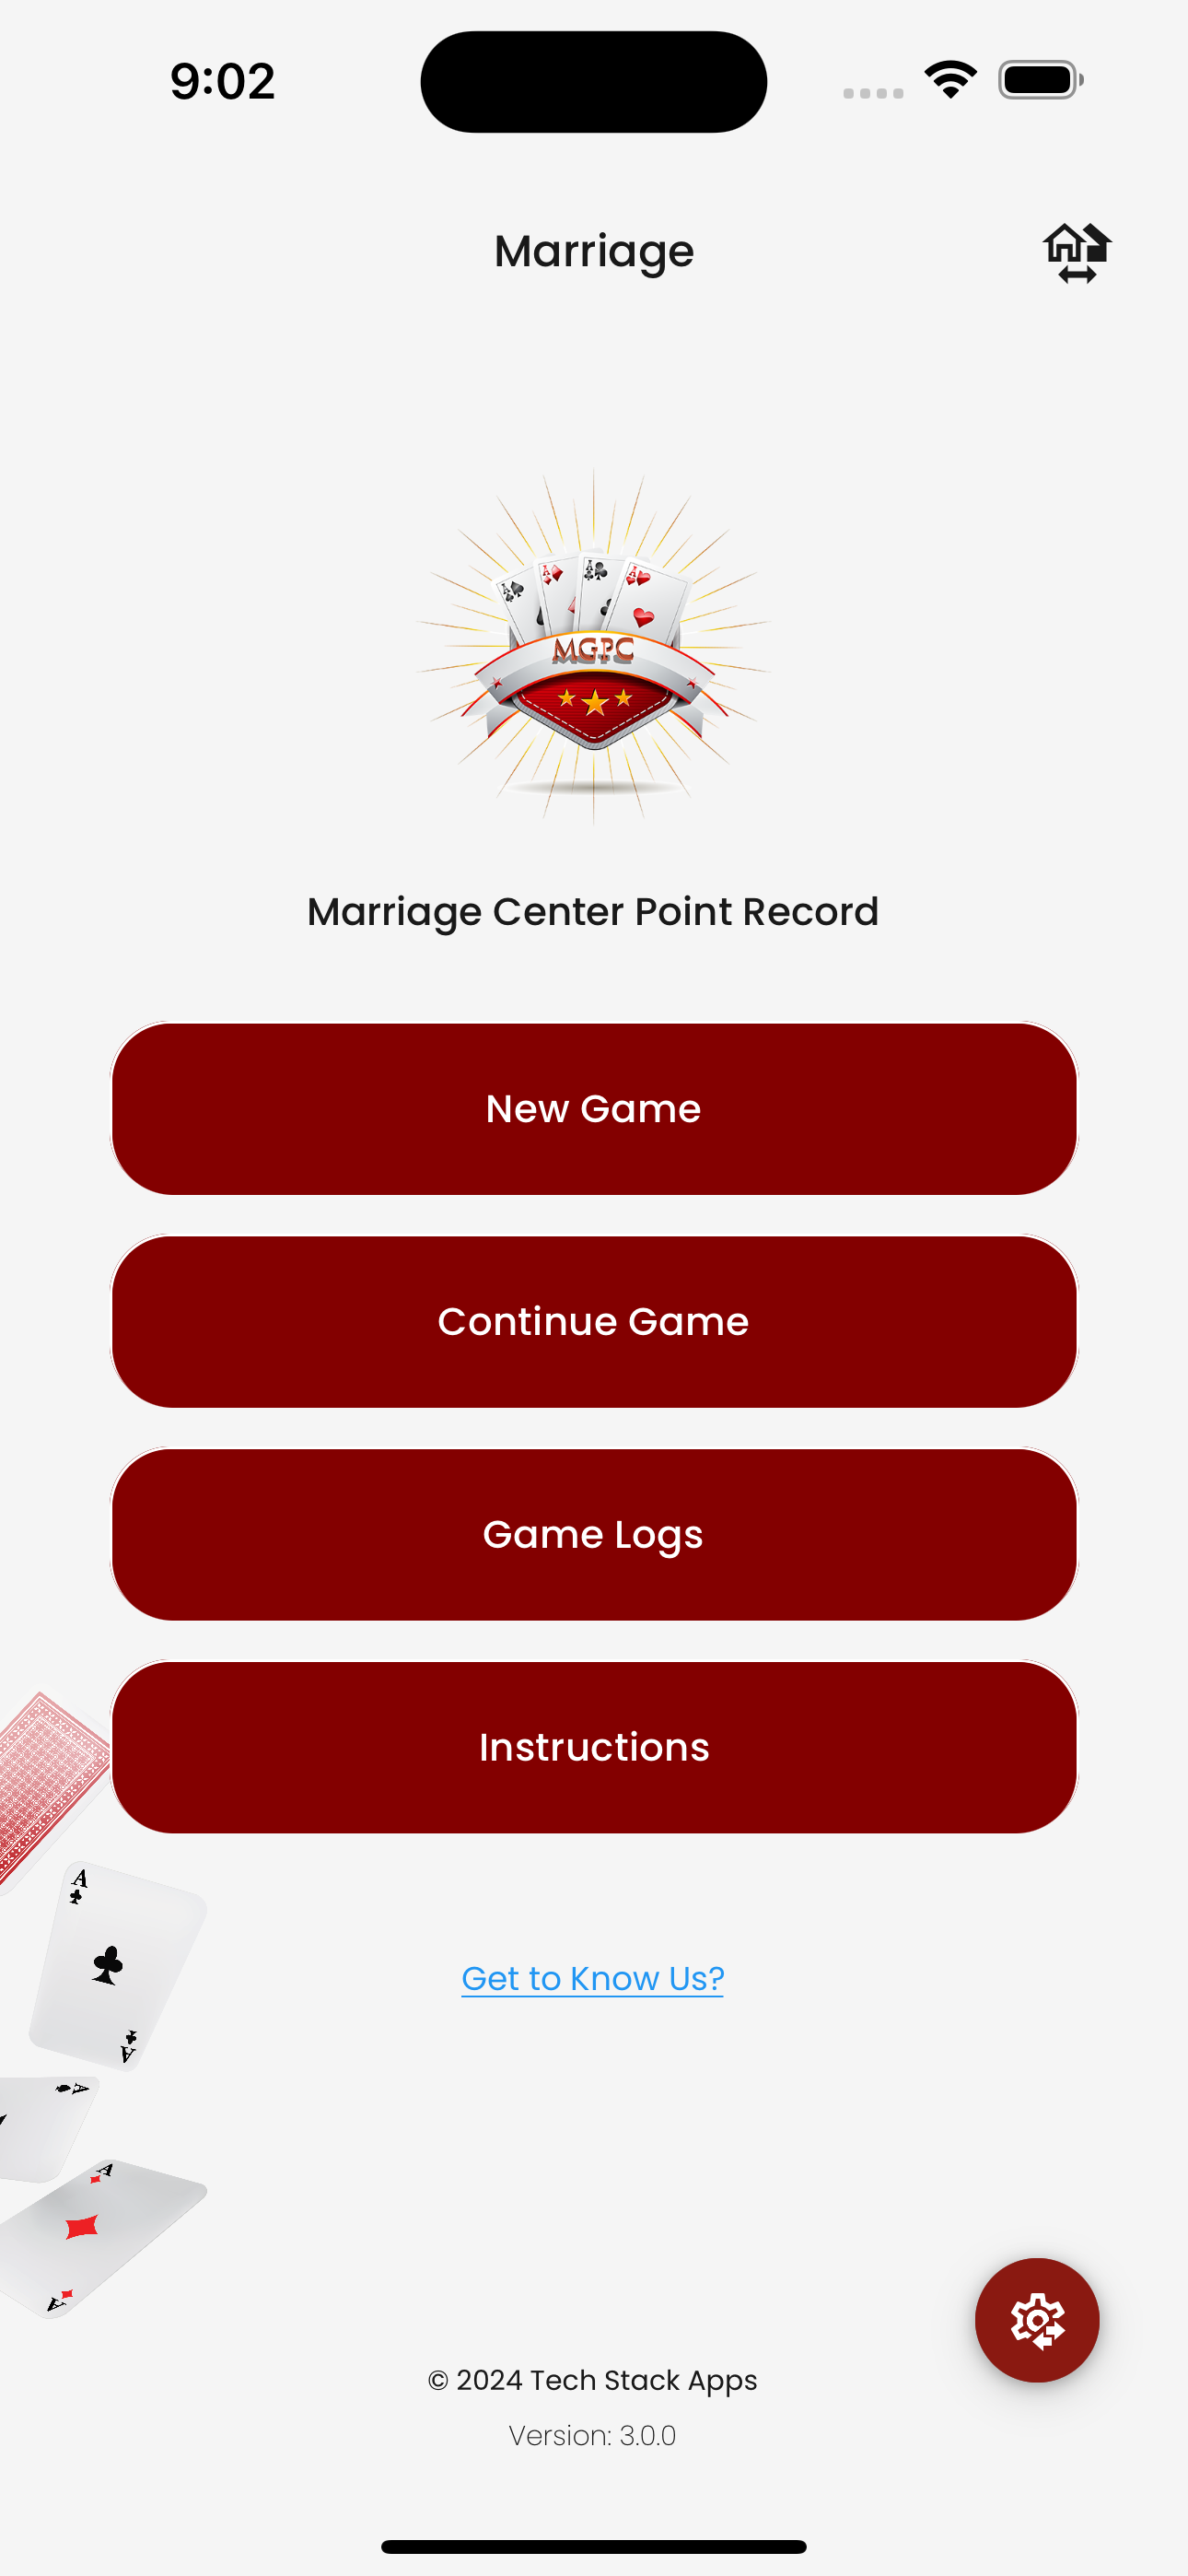 9:02
Marriage
A
A
A
A
MGPC
Marriage Center Point Record
New Game
Continue Game
Game Logs
Instructions
A
A
Get to Know Us?
A
A
A
© 2024 Tech Stack Apps
Version: 3.0.0